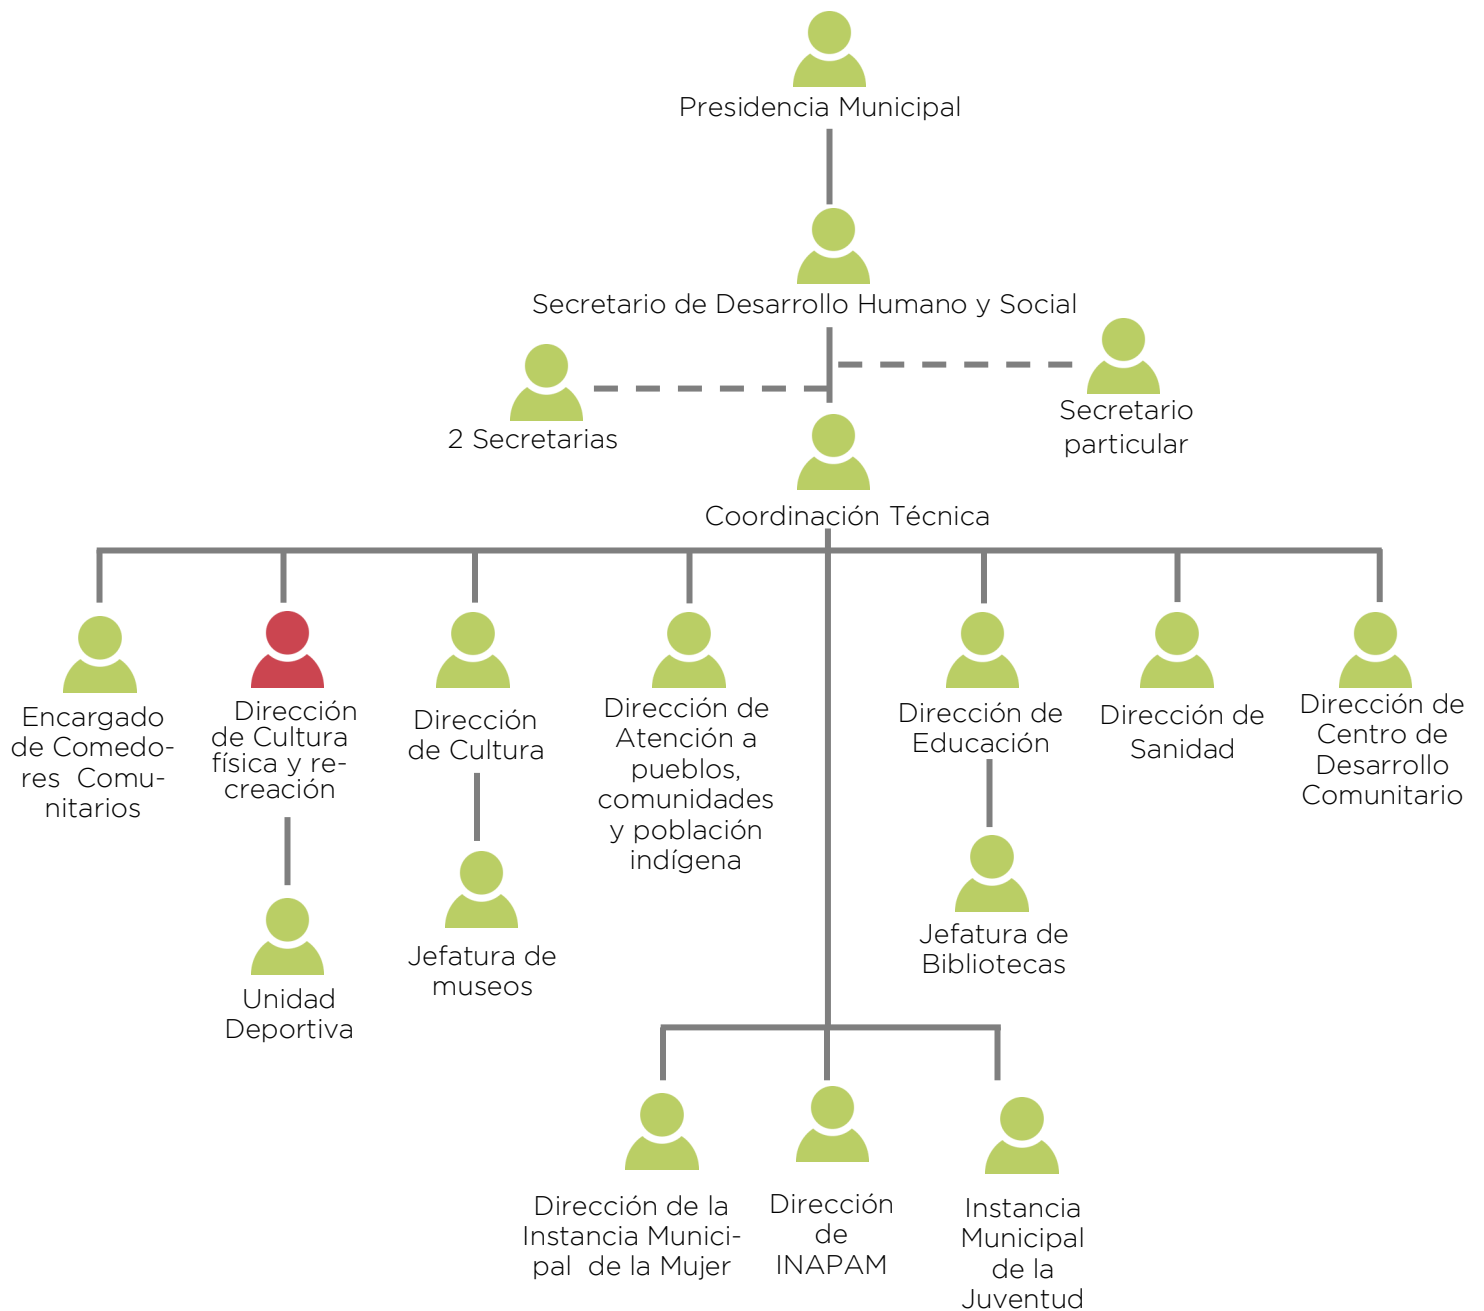 Presidencia Municipal
Secretario de Desarrollo Humano y Social
2 Secretarias
Secretario
particular
Coordinación Técnica
Encargado
de Comedo-
res Comu-
nitarios
Dirección
de Cultura
física y re-
creación
Dirección
de Cultura
Dirección de
Atención a
pueblos,
comunidades
y población
indígena
Dirección de
Educación
Dirección de
Sanidad
Dirección de
Centro de
Desarrollo
Comunitario
Unidad
Deportiva
Jefatura de
museos
Jefatura de
Bibliotecas
Dirección de la
Instancia Munici-
pal de la Mujer
Dirección
de
INAPAM
Instancia
Municipal
de la
Juventud